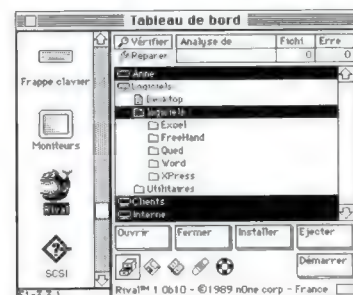 Tableau de bord
Vérifier Analyse de Fichi Erre
Réparer 0 0
Anne
Frappe clavier
Logiciels
Desktop
logiciels
Excel
FreeHand
Moniteurs
Qued
Word
XPress
Utilitaires
Clients
Interne
Ouvrir Fermer Installer Ejecter
Démarrer
SCSI
Rival™ 1.0b10 - ©1989 nOne corp - France